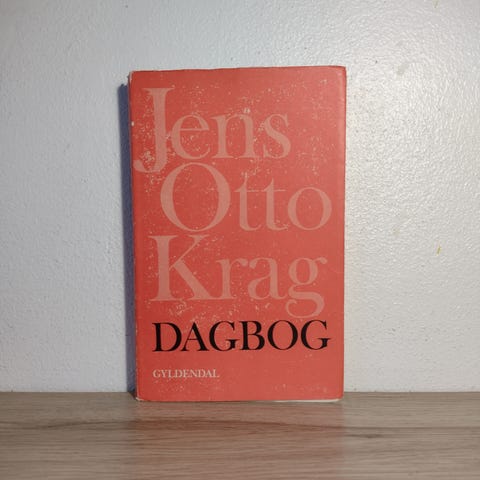 Jens
Otto
Krag
DAGBOG
GYLDENDAL